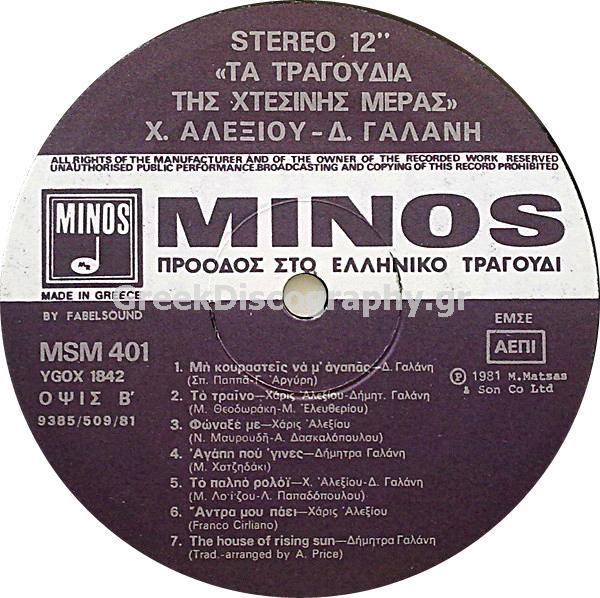 STEREO 12''
«ΤΑ ΤΡΑΓΟΥΔΙΑ
ΤΗΣ ΧΤΕΣΙΝΗΣ ΜΕΡΑΣ»
Χ. ΑΛΕΞΙΟΥ – Δ. ΓΑΛΑΝΗ
ALL RIGHTS OF THE MANUFACTURER AND OF THE OWNER OF THE RECORDED WORK RESERVED
UNAUTHORISED PUBLIC PERFORMANCE.BROADCASTING AND COPYING OF THIS RECORD PROHIBITED
MINOS
MINOS
ΠΡΟΟΔΟΣ ΣΤΟ ΕΛΛΗΝΙΚΟ ΤΡΑΓΟΥΔΙ
MADE IN GREECE
GreekDiscography.gr
BY FABELSOUND
MSM 401
YGOX 1842
ΟΨΙΣ Β'
9385/509/81
ΕΜΣΕ
ΑΕΠΙ
℗ 1981 M. Matsas
& Son Co Ltd
1. Μὴ κουραστεῖς νὰ μ' ἀγαπᾶς – Δ. Γαλάνη
(Σπ. Παππᾶ-Γ. Ἀργύρη)
2. Τὸ τραῖνο – Χάρις Ἀλεξίου-Δήμητ. Γαλάνη
(Μ. Θεοδωράκη-Μ. Ἐλευθερίου)
3. Φώναξέ με – Χάρις Ἀλεξίου
(Ν. Μαυρουδῆ-Α. Δασκαλόπουλου)
4. Ἀγάπη ποὺ 'γινες – Δήμητρα Γαλάνη
(Μ. Χατζηδάκι)
5. Τὸ παληὸ ρολόϊ – Χ. Ἀλεξίου-Δ. Γαλάνη
(Μ. Λοΐζου-Λ. Παπαδόπουλου)
6. Ἄντρα μου πάει – Χάρις Ἀλεξίου
(Franco Cirliano)
7. The house of rising sun – Δήμητρα Γαλάνη
(Trad.-arranged by A. Price)